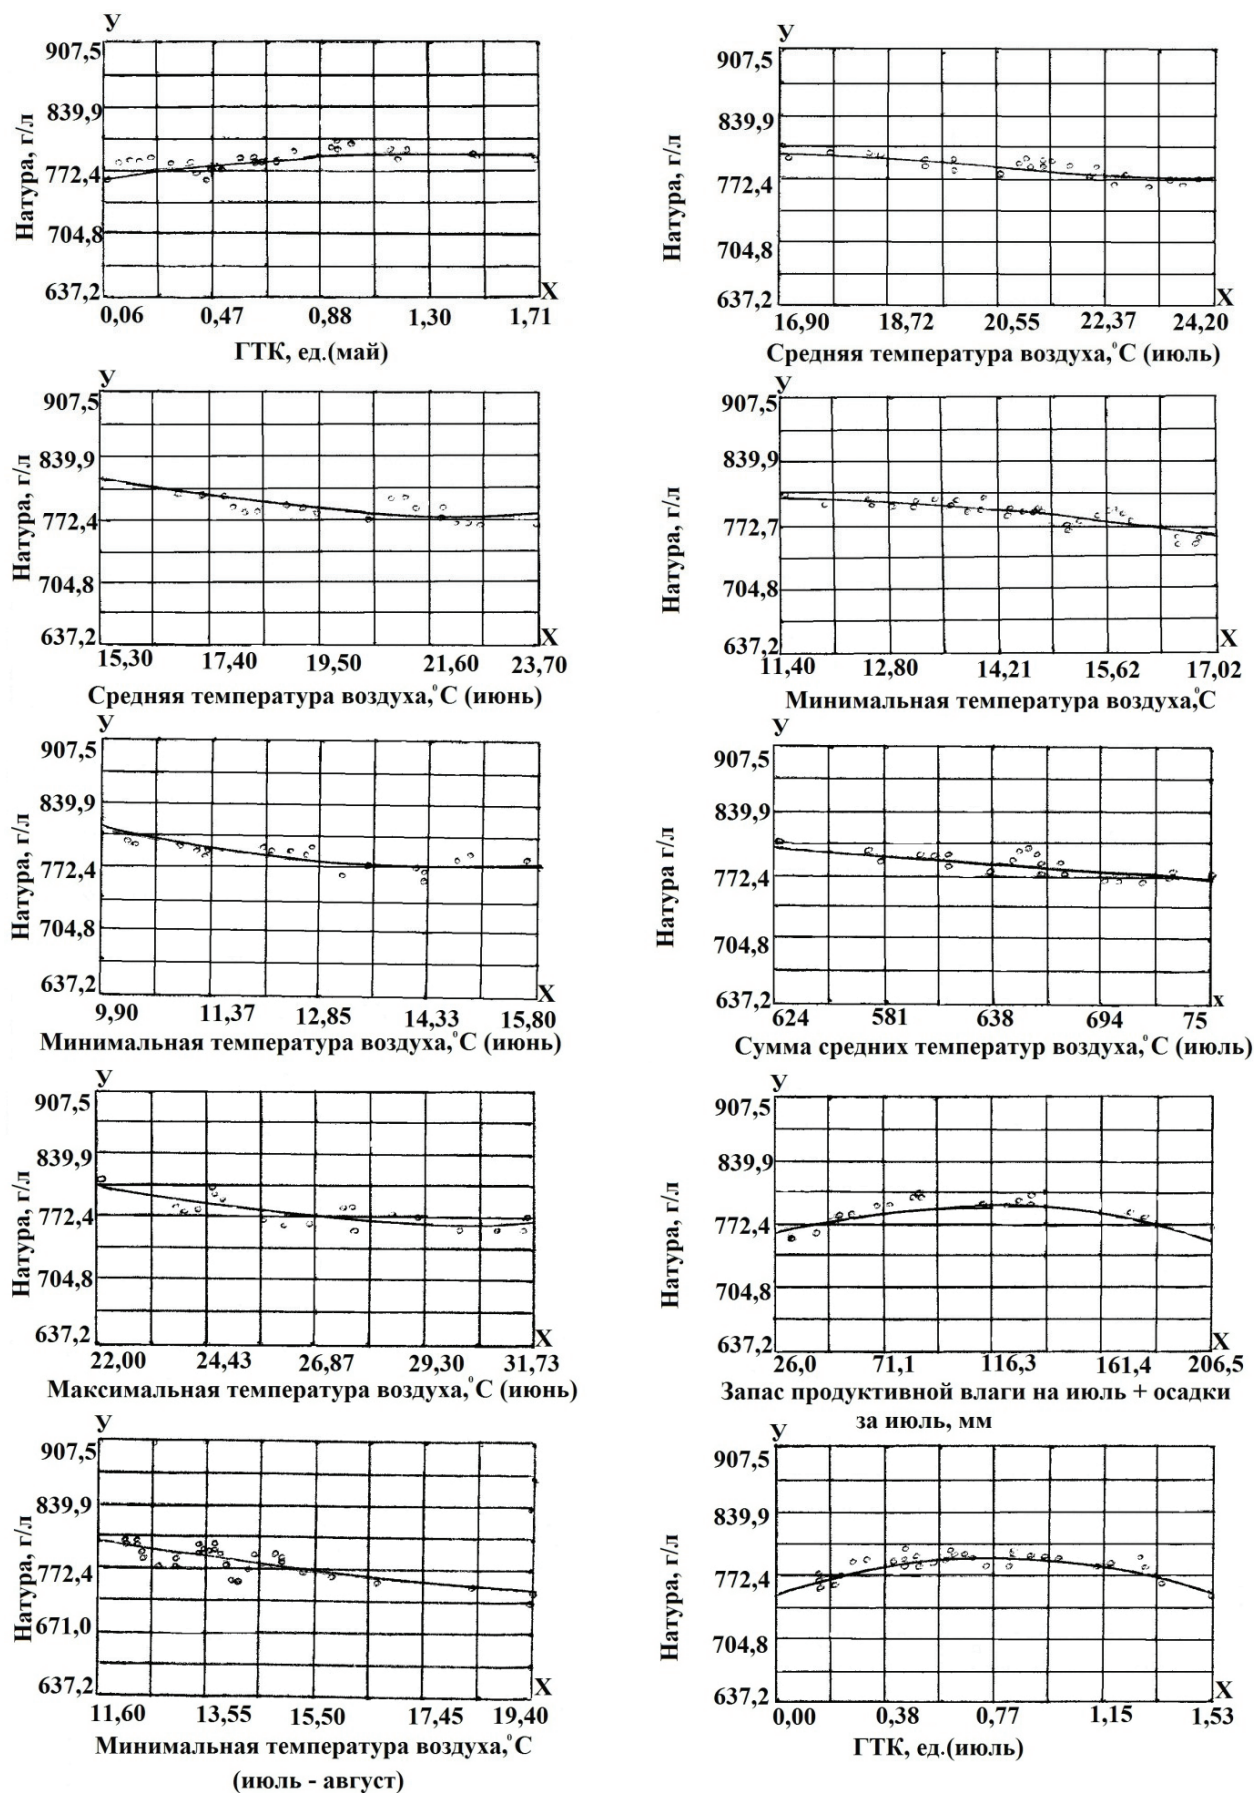 У
907,5
839,9
772,4
704,8
637,2
Натура, г/л
Х
0,06 0,47 0,88 1,30 1,71
ГТК, ед.(май)
У
907,5
839,9
772,4
704,8
637,2
Натура, г/л
Х
16,90 18,72 20,55 22,37 24,20
Средняя температура воздуха,°С (июль)
У
907,5
839,9
772,4
704,8
637,2
Натура, г/л
Х
15,30 17,40 19,50 21,60 23,70
Средняя температура воздуха,°С (июнь)
У
907,5
839,9
772,7
704,8
637,2
Натура, г/л
Х
11,40 12,80 14,21 15,62 17,02
Минимальная температура воздуха,°С
У
907,5
839,9
772,4
704,8
637,2
Натура, г/л
Х
9,90 11,37 12,85 14,33 15,80
Минимальная температура воздуха,°С (июнь)
У
907,5
839,9
772,4
704,8
637,2
Натура г/л
х
624 581 638 694 75
Сумма средних температур воздуха,°С (июль)
У
907,5
839,9
772,4
704,8
637,2
Натура, г/л
Х
22,00 24,43 26,87 29,30 31,73
Максимальная температура воздуха,°С (июнь)
У
907,5
839,9
772,4
704,8
637,2
Натура, г/л
Х
26,0 71,1 116,3 161,4 206,5
Запас продуктивной влаги на июль + осадки
за июль, мм
У
907,5
839,9
772,4
671,0
637,2
Натура, г/л
Х
11,60 13,55 15,50 17,45 19,40
Минимальная температура воздуха,°С
(июль - август)
У
907,5
839,9
772,4
704,8
637,2
Натура, г/л
Х
0,00 0,38 0,77 1,15 1,53
ГТК, ед.(июль)